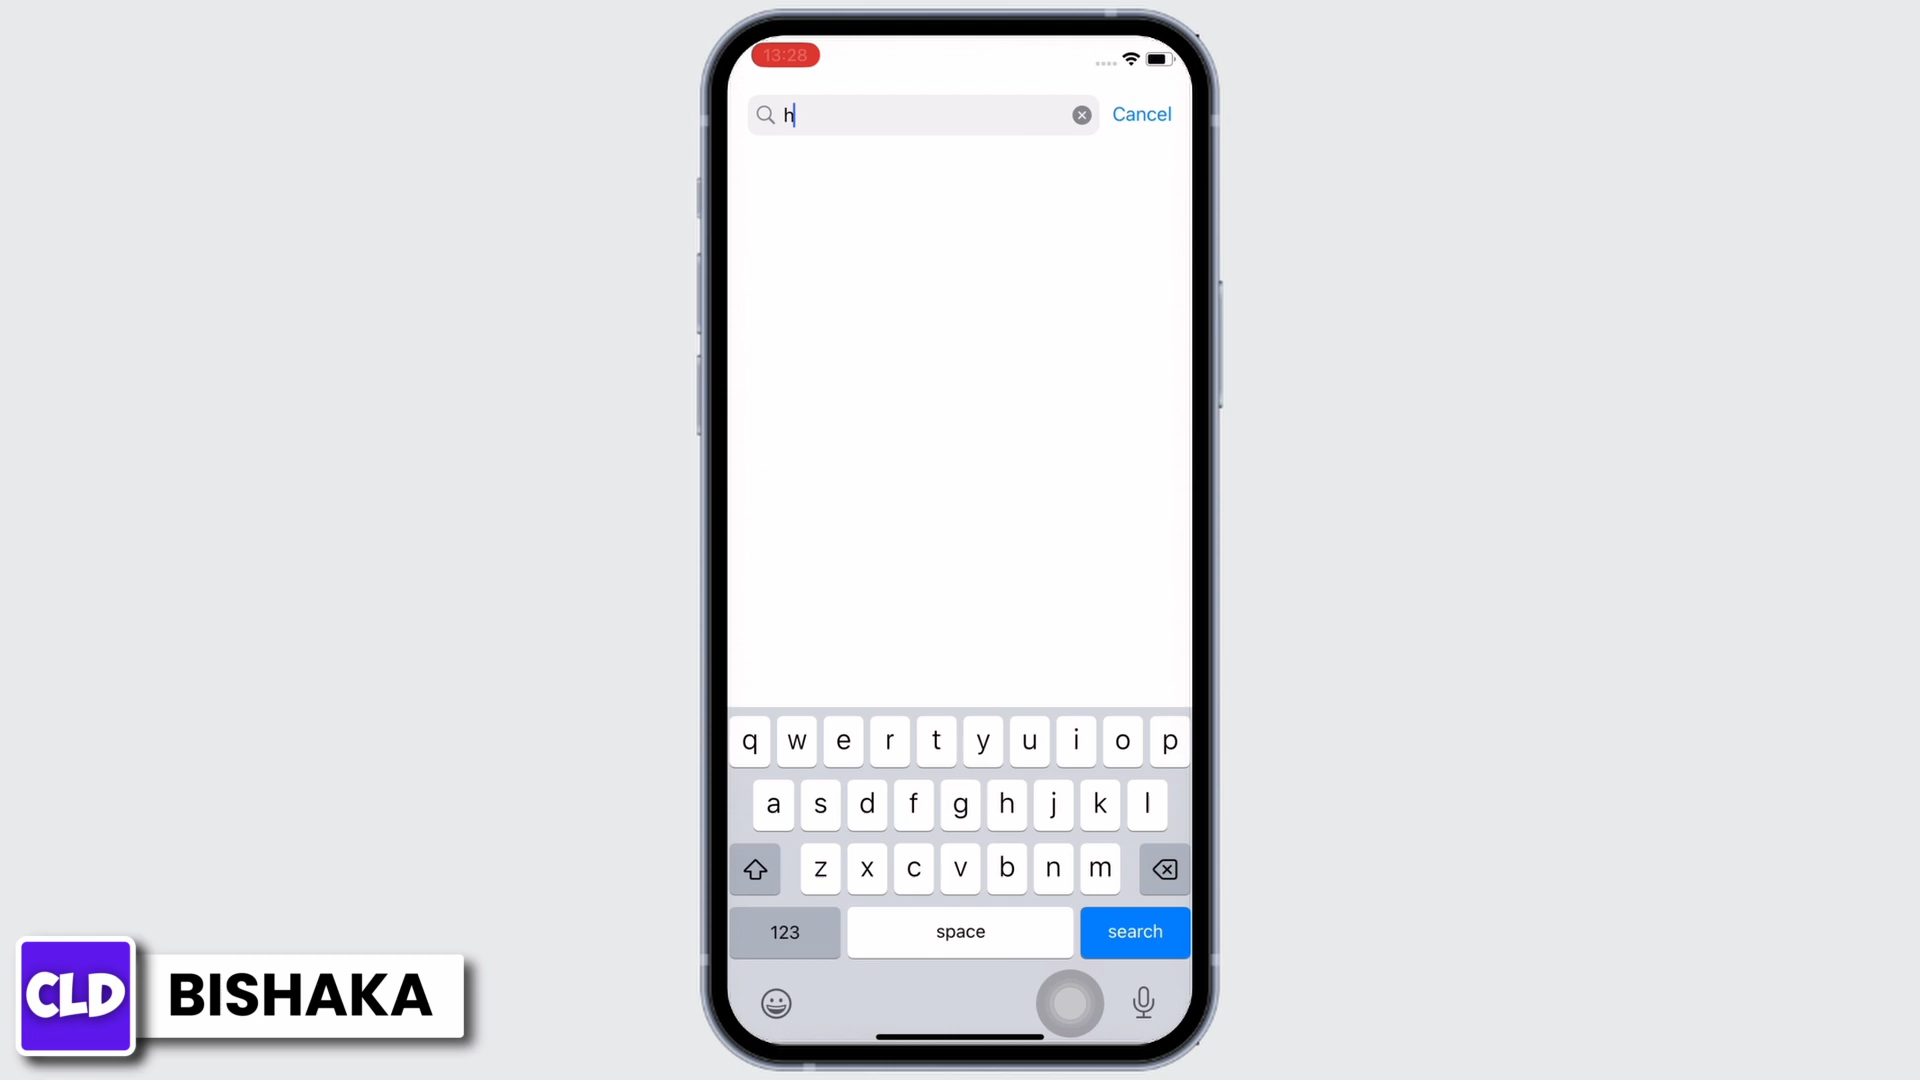 13:28
h
Cancel
q w e r t y u i o p
a s d f g h j k l
z x c v b n m
123 space search
CLD BISHAKA